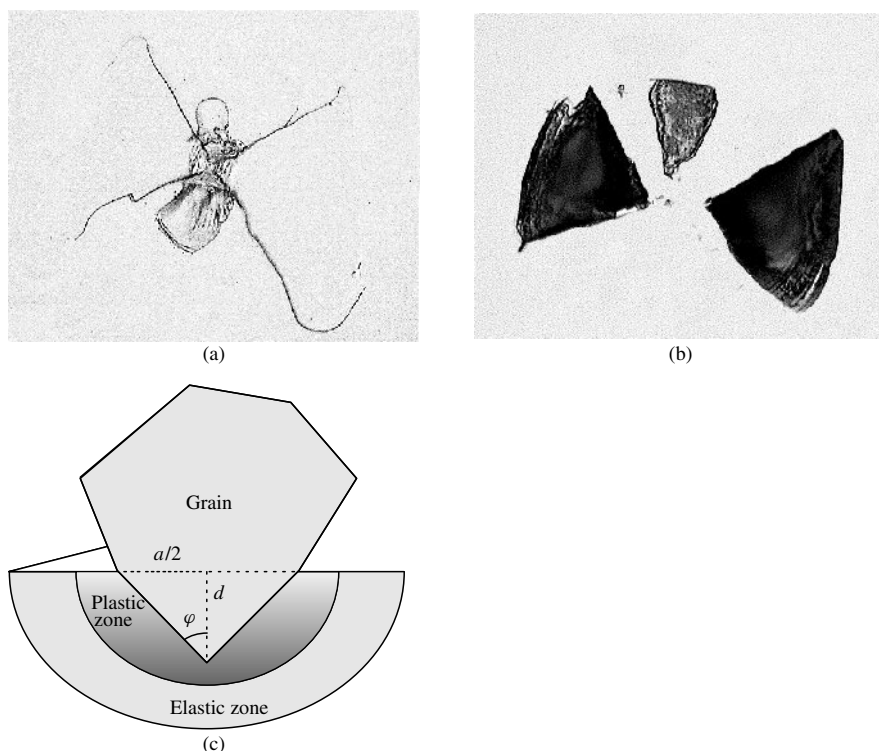 (a)
(b)
Grain
a/2
d
φ
Plastic
zone
Elastic zone
(c)